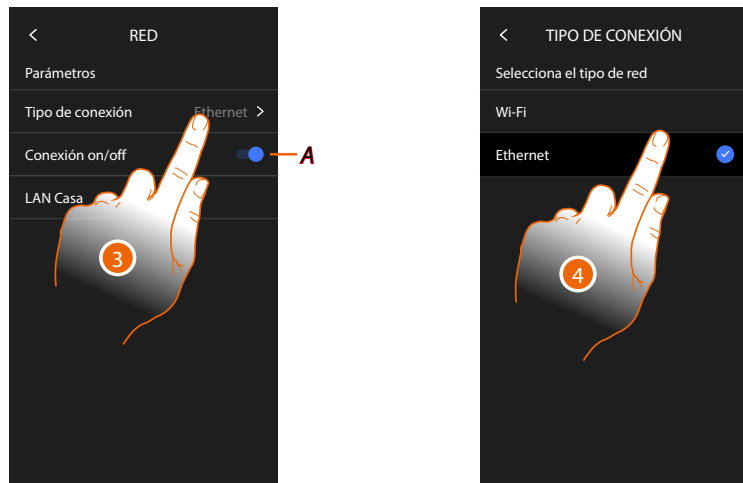 RED
Parámetros
Tipo de conexión Ethernet
Conexión on/off
A
LAN Casa
3
TIPO DE CONEXIÓN
Selecciona el tipo de red
Wi-Fi
Ethernet
4